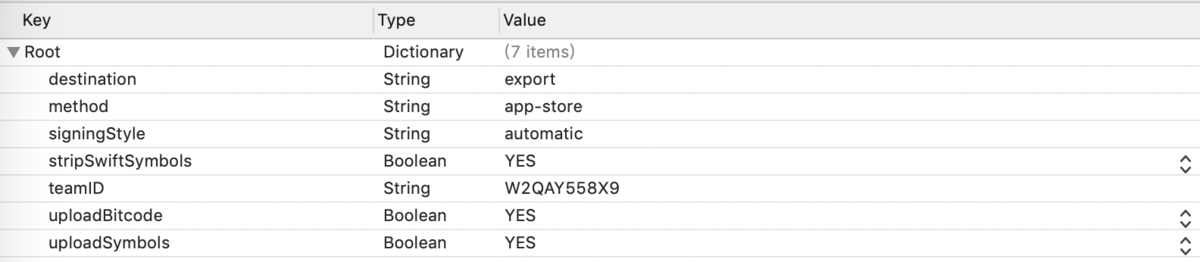 Key Type Value
Root Dictionary (7 items)
destination String export
method String app-store
signingStyle String automatic
stripSwiftSymbols Boolean YES
teamID String W2QAY558X9
uploadBitcode Boolean YES
uploadSymbols Boolean YES